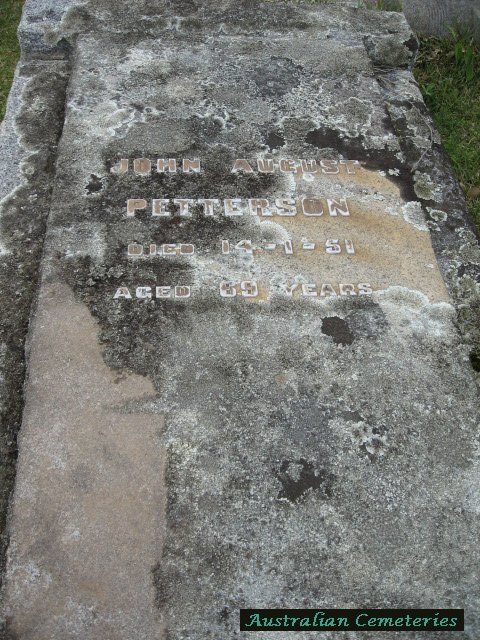 JOHN AUGUST
PETTERSON
DIED 14-1-51
AGED 69 YEARS
Australian Cemeteries